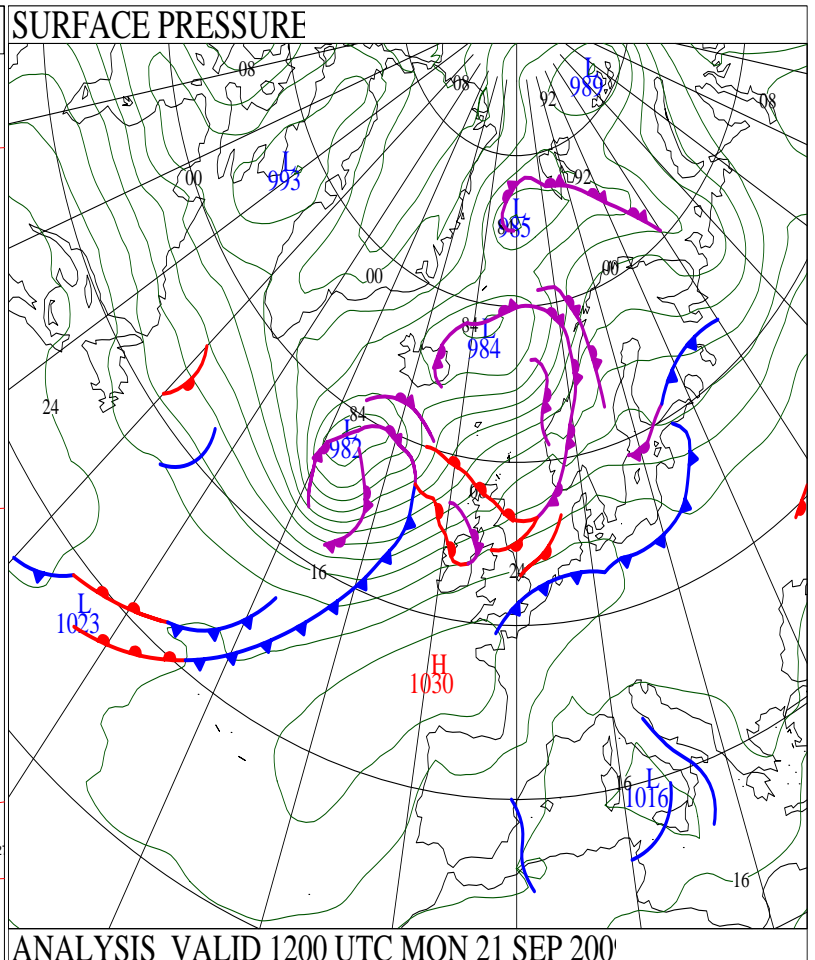 SURFACE PRESSURE
L
989
08
08
92
08
L
993
00
92
L
985
00
00
84
L
984
24
84
L
982
16
24
L
1023
H
1030
16
L
1016
16
ANALYSIS VALID 1200 UTC MON 21 SEP